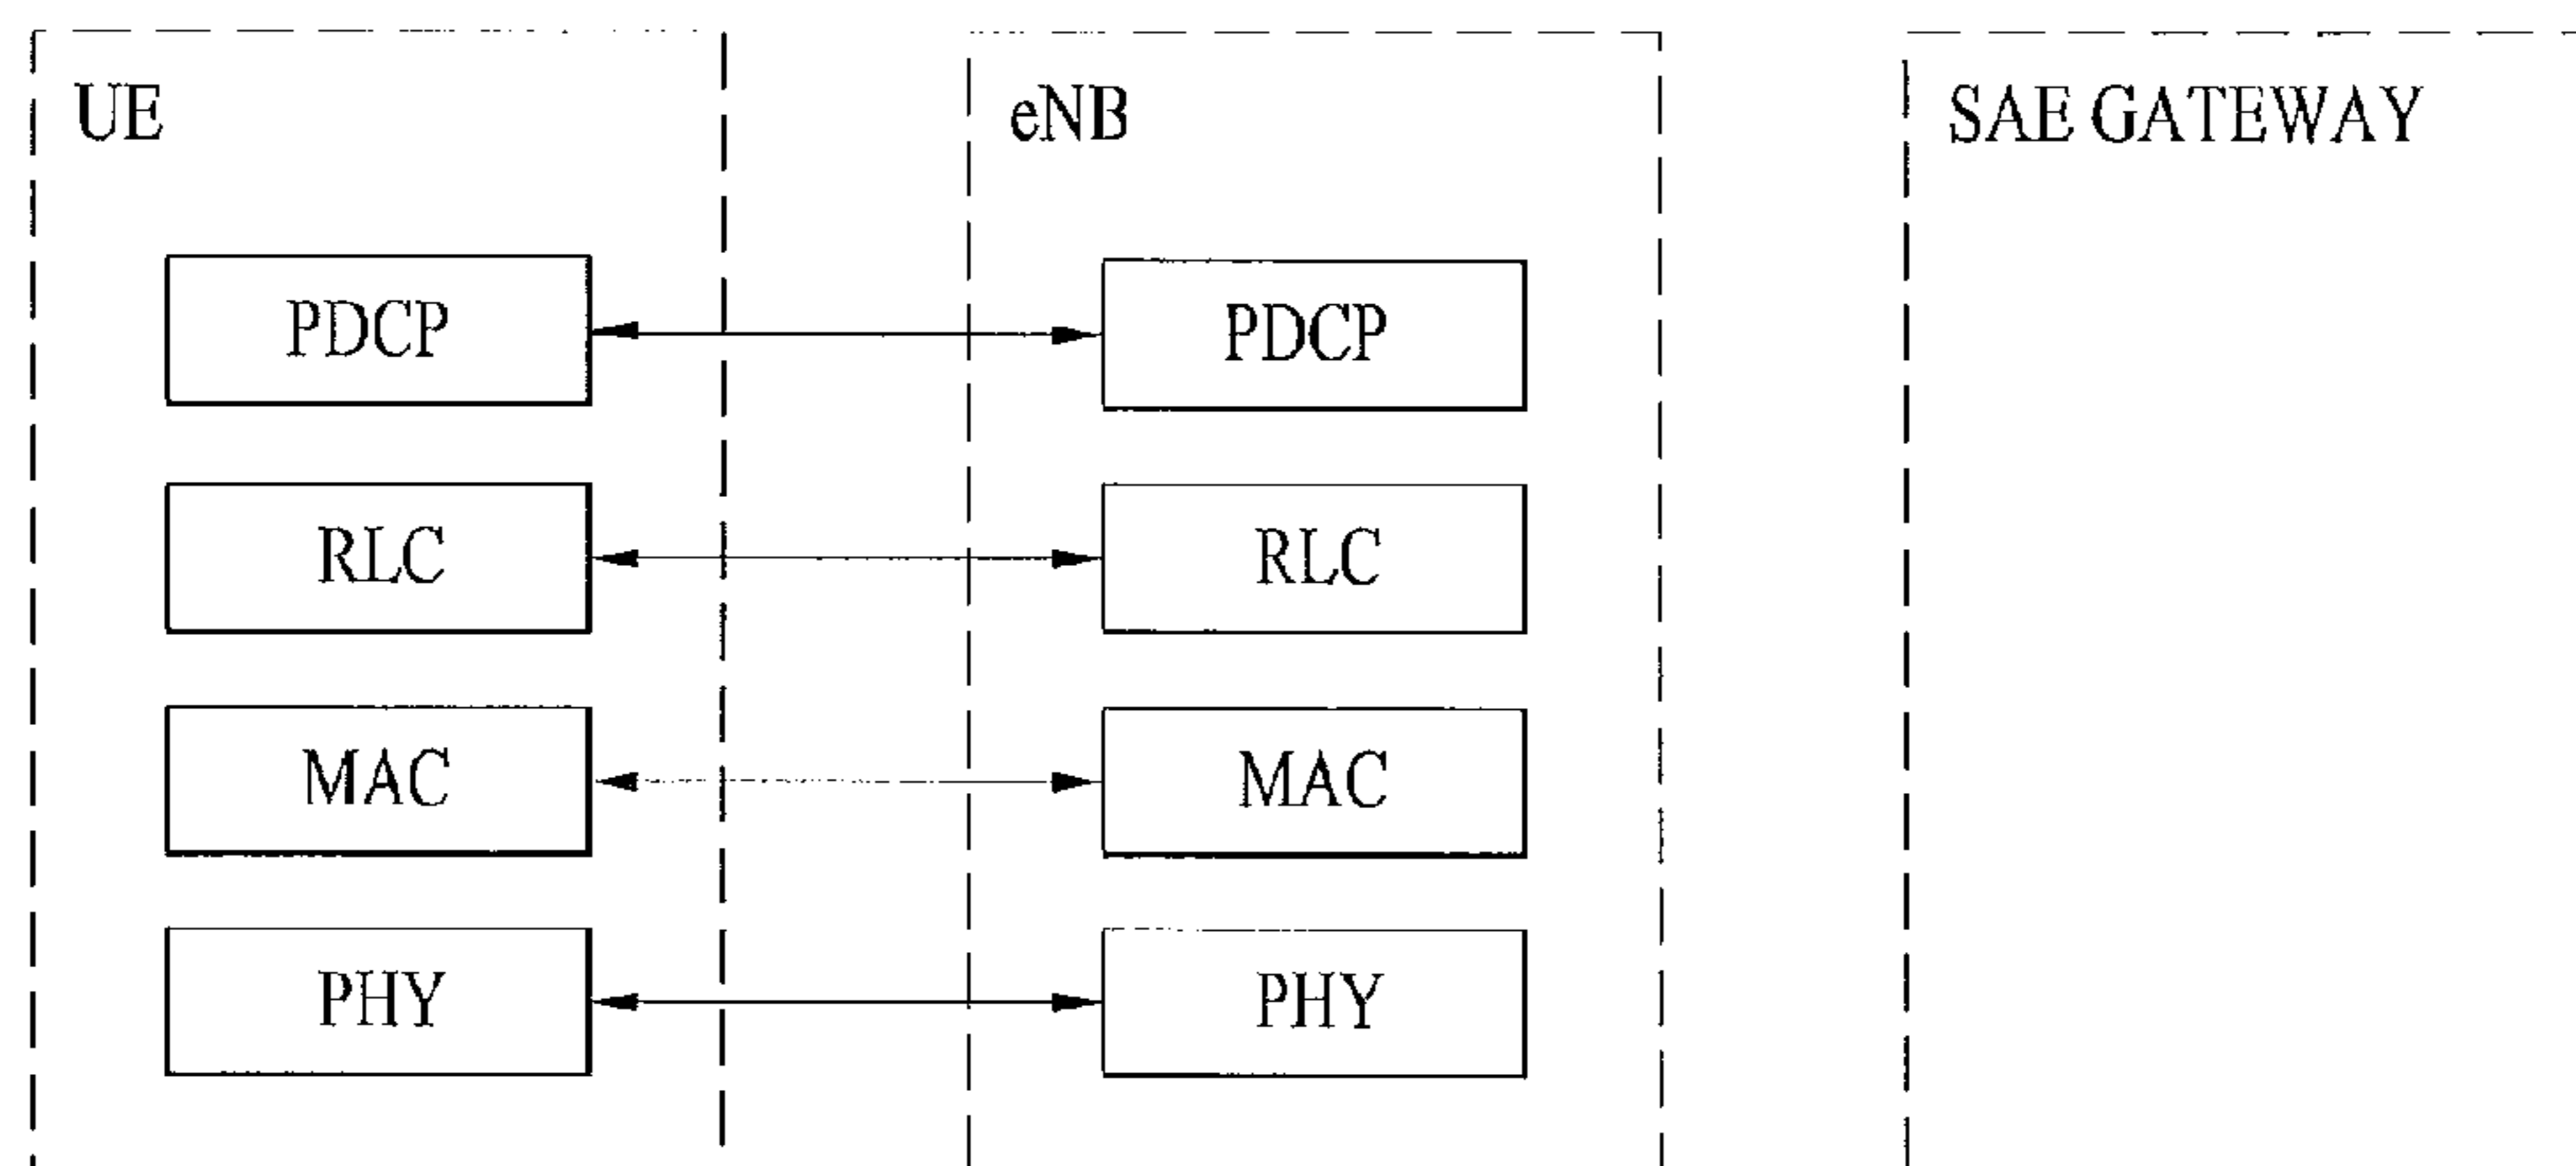 UE
eNB
SAE GATEWAY
PDCP
PDCP
RLC
RLC
MAC
MAC
PHY
PHY